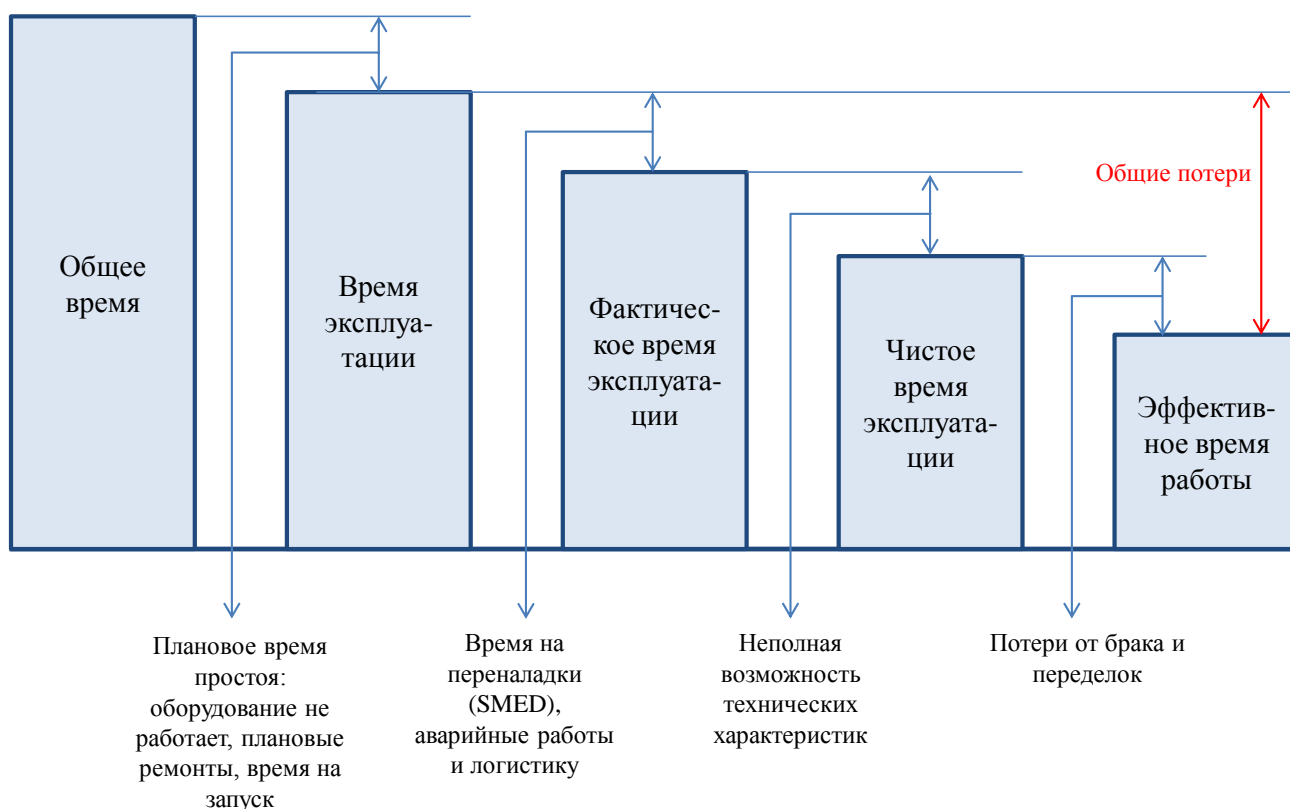 Общие потери
Общее
время
Время
эксплуа-
тации
Фактичес-
кое время
эксплуата-
ции
Чистое
время
эксплуата-
ции
Эффектив-
ное время
работы
Плановое время
простоя:
оборудование не
работает, плановые
ремонты, время на
запуск
Время на
переналадки
(SMED),
аварийные работы
и логистику
Неполная
возможность
технических
характеристик
Потери от брака и
переделок